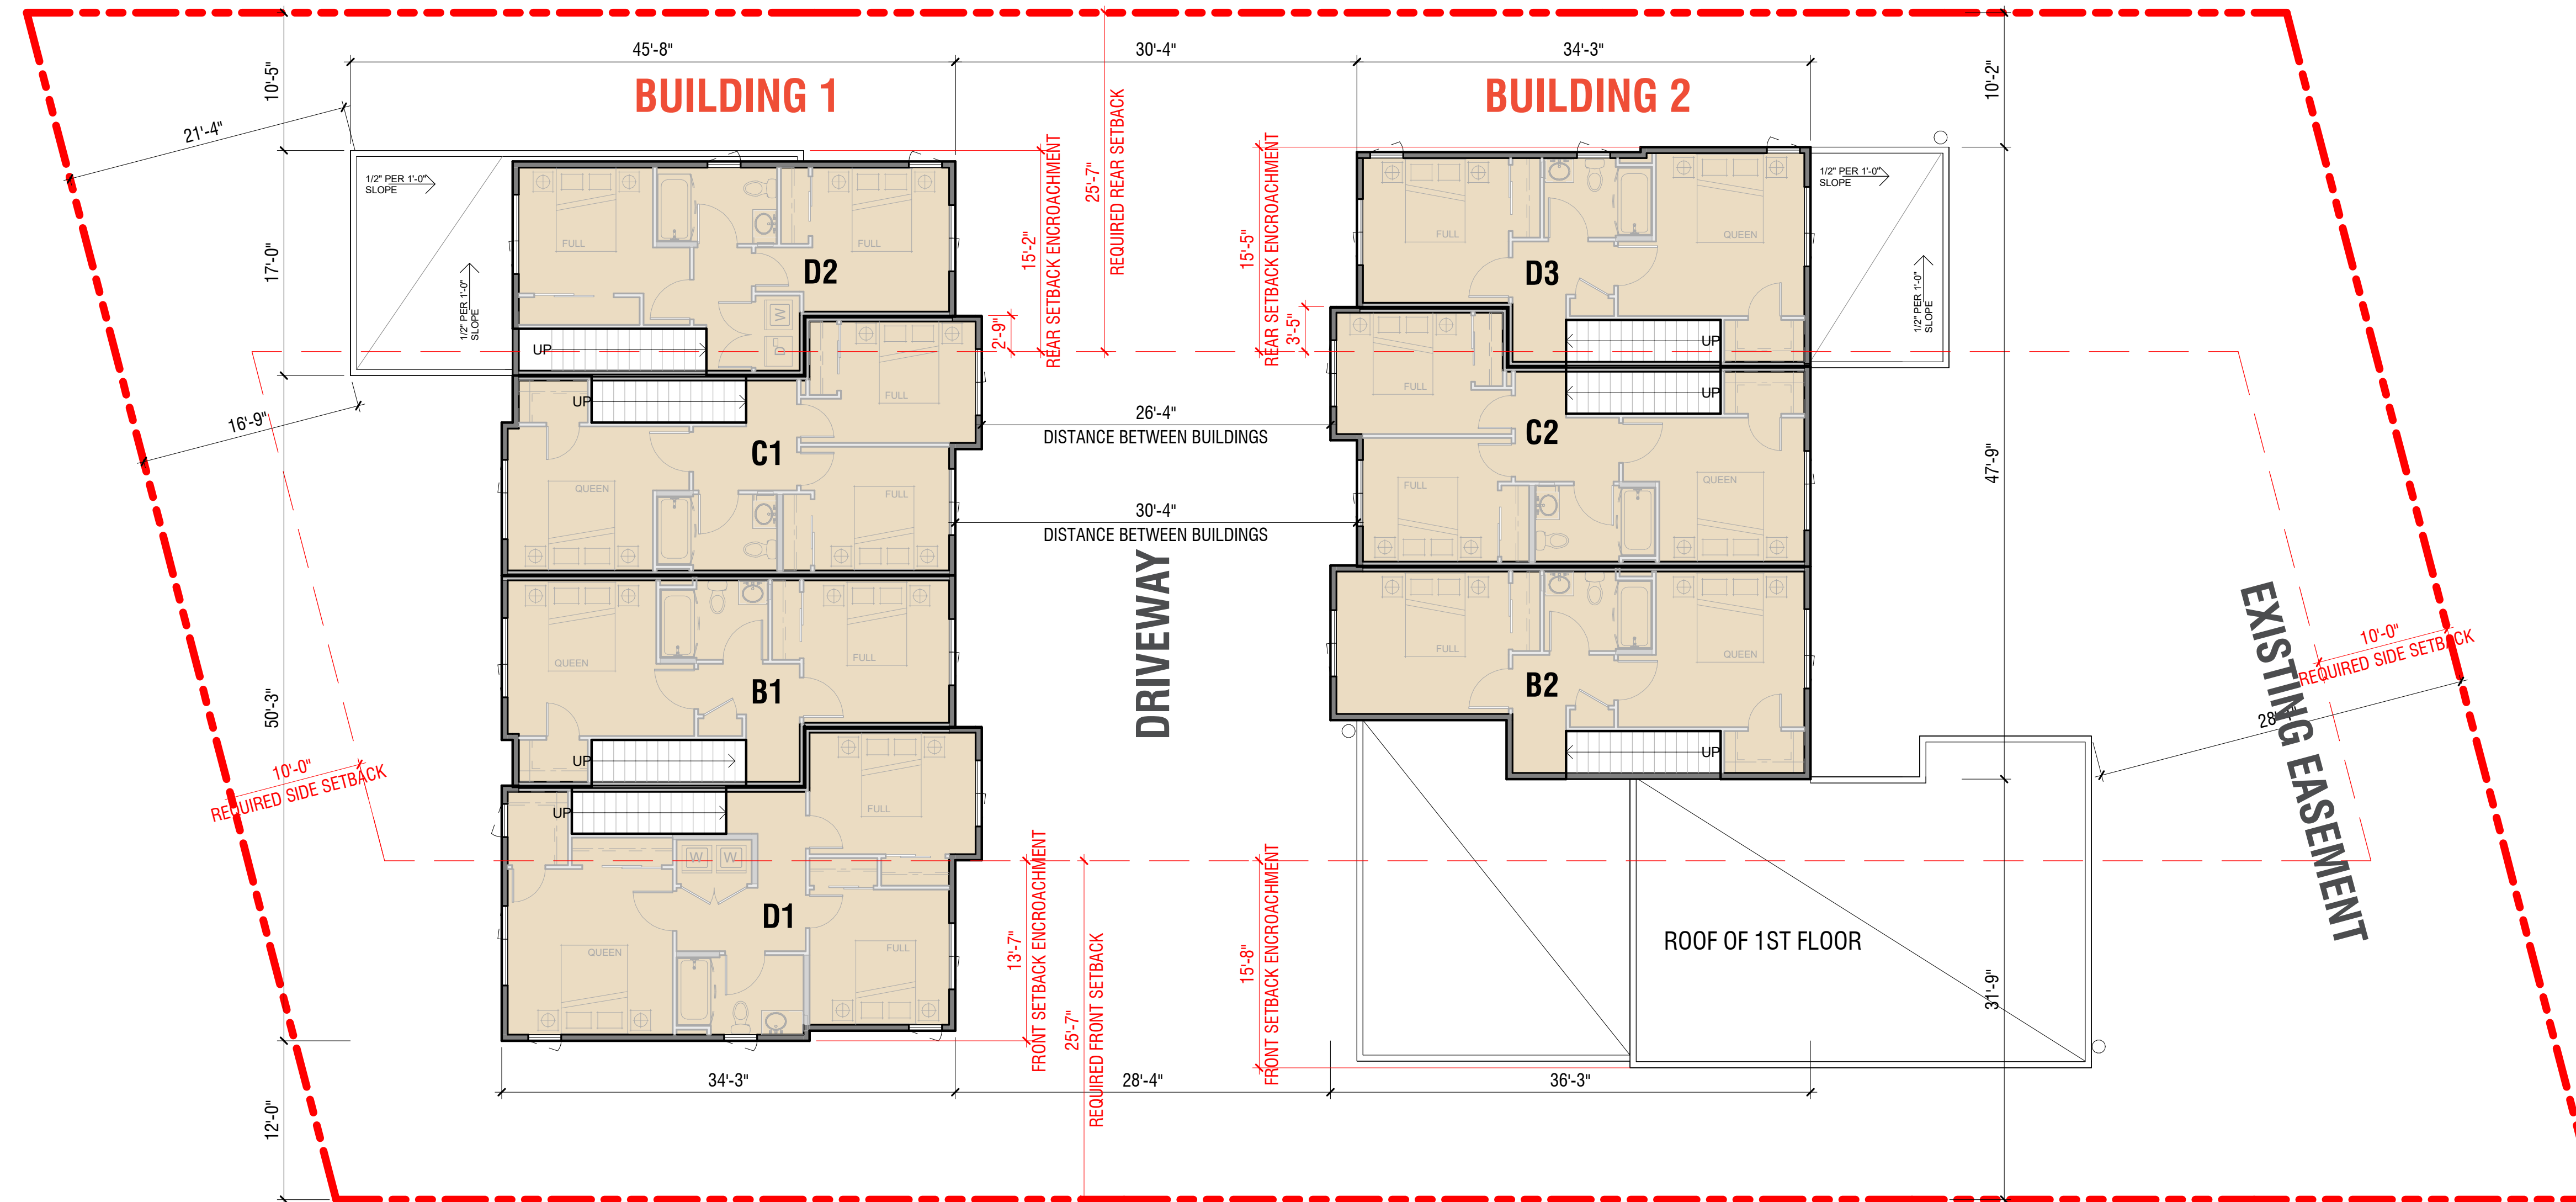 45'-8"
30'-4"
34'-3"
BUILDING 1
BUILDING 2
10'-5"
10'-2"
21'-4"
REQUIRED REAR SETBACK
25'-7"
1/2" PER 1'-0"
SLOPE
1/2" PER 1'-0"
SLOPE
FULL
FULL
D2
W
UP
17'-0"
15'-2"
REAR SETBACK ENCROACHMENT
2'-9"
15'-5"
REAR SETBACK ENCROACHMENT
3'-5"
FULL
QUEEN
D3
UP
1/2" PER 1'-0"
SLOPE
1/2" PER 1'-0"
SLOPE
16'-9"
UP
FULL
C1
QUEEN
FULL
26'-4"
DISTANCE BETWEEN BUILDINGS
30'-4"
DISTANCE BETWEEN BUILDINGS
FULL
UP
C2
FULL
QUEEN
47'-9"
DRIVEWAY
QUEEN
FULL
B1
UP
50'-3"
FULL
QUEEN
B2
UP
EXISTING EASEMENT
10'-0"
REQUIRED SIDE SETBACK
10'-0"
REQUIRED SIDE SETBACK
UP
FULL
W
W
D1
QUEEN
FULL
13'-7"
FRONT SETBACK ENCROACHMENT
25'-7"
REQUIRED FRONT SETBACK
15'-8"
FRONT SETBACK ENCROACHMENT
ROOF OF 1ST FLOOR
31'-9"
34'-3"
28'-4"
36'-3"
12'-0"